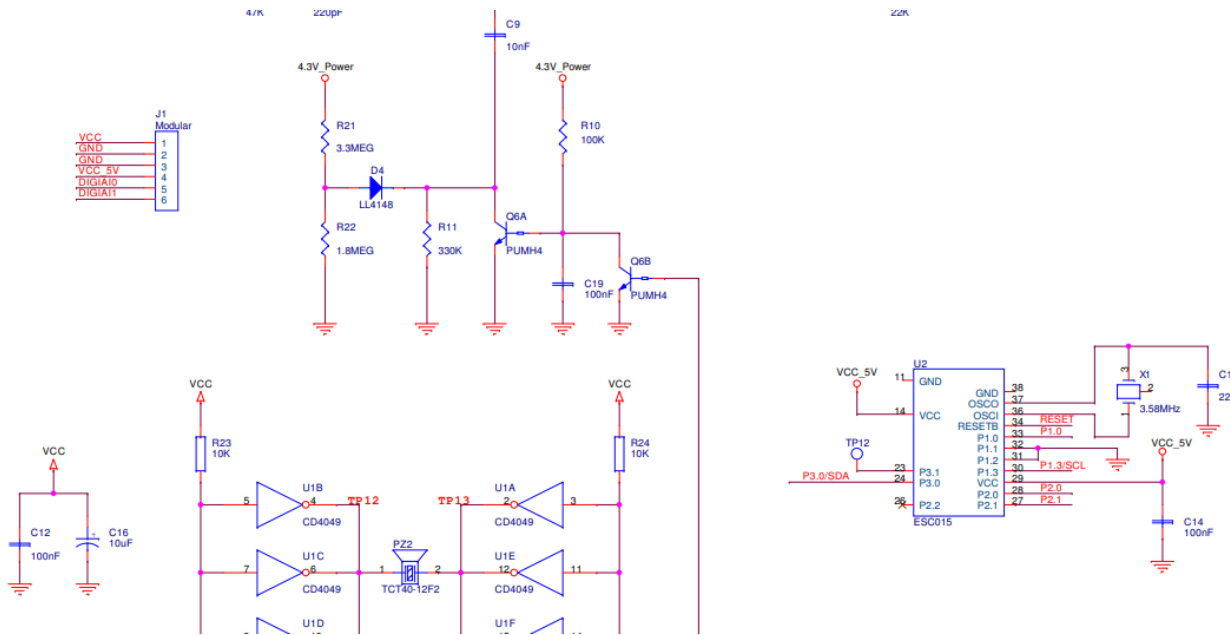 47K
220pF
22K
C9
10nF
4.3V_Power
4.3V_Power
J1
Modular
VCC 1
GND 2
GND 3
VCC_5V 4
DIGIAI0 5
DIGIAI1 6
R21
3.3MEG
R10
100K
D4
LL4148
R22
1.8MEG
R11
330K
Q6A
PUMH4
C19
100nF
Q6B
PUMH4
VCC
VCC
R23
10K
R24
10K
VCC
C12
100nF
C16
+
10uF
5
U1B
4
TP12
CD4049
TP13
2
U1A
3
CD4049
7
U1C
6
CD4049
PZ2
1
2
TCT40-12F2
12
U1E
11
CD4049
U1D
U1F
VCC_5V
U2
11 GND
14 VCC
TP12
23 P3.1
P3.0/SDA 24 P3.0
26 P2.2
ESC015
GND 38
OSCO 37
OSCI 36
RESETB 34 RESET
P1.0 33 P1.0
P1.1 32
P1.2 31
P1.3 30 P1.3/SCL
VCC 29
P2.0 28 P2.0
P2.1 27 P2.1
3
X1
2
3.58MHz
1
C1
22
VCC_5V
C14
100nF